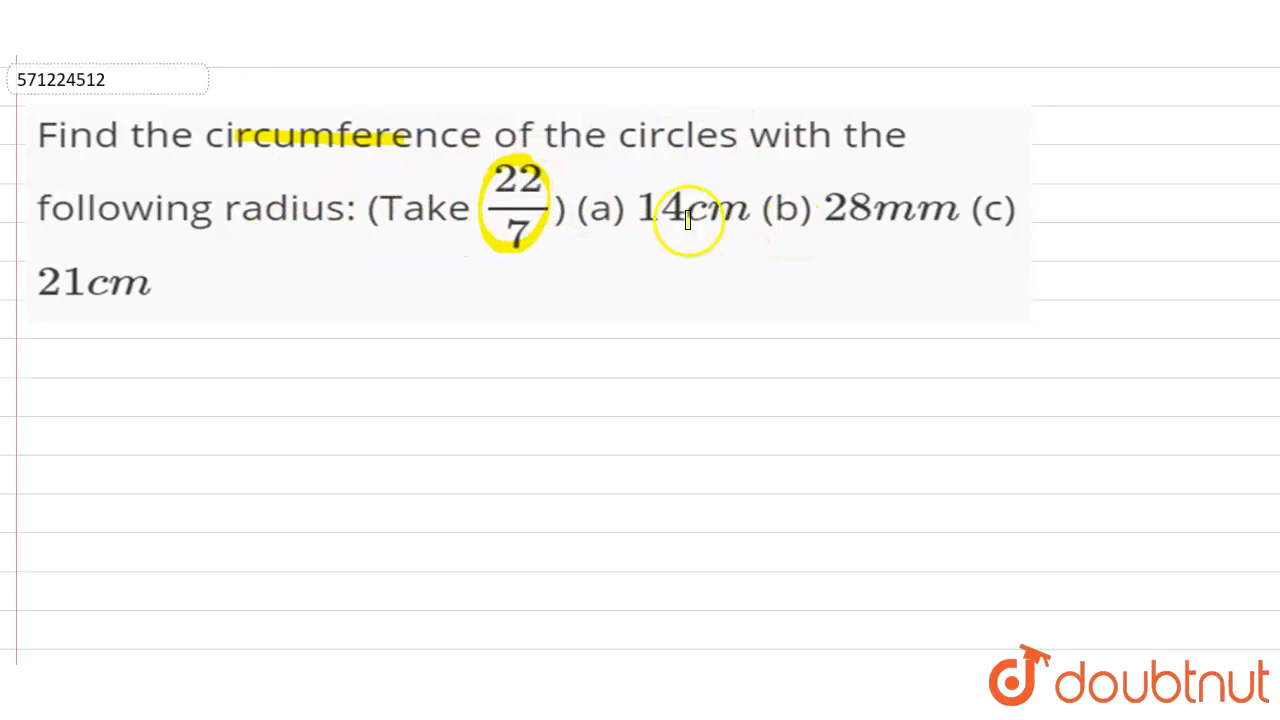 571224512
Find the circumference of the circles with the
following radius: (Take 22/7) (a) 14cm (b) 28mm (c)
21cm
doubtnut